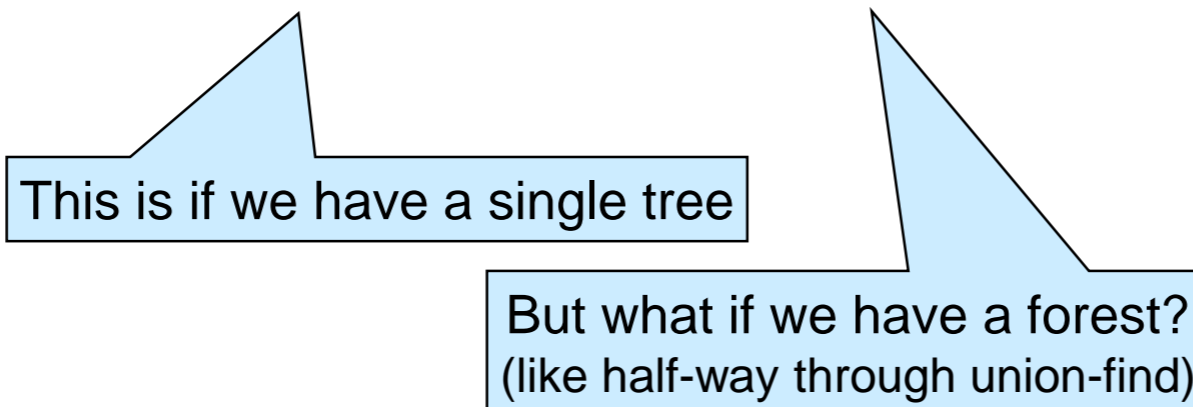 This is if we have a single tree
But what if we have a forest?
(like half-way through union-find)